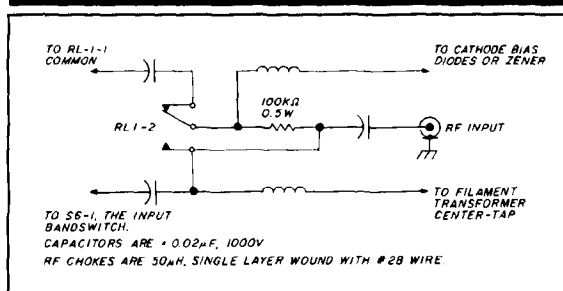 TO RL-1-1
COMMON
TO CATHODE BIAS
DIODES OR ZENER
100KΩ
0.5W
RL1-2
RF INPUT
TO S6-1, THE INPUT
BANDSWITCH.
TO FILAMENT
TRANSFORMER
CENTER-TAP
CAPACITORS ARE = 0.02µF, 1000V
RF CHOKES ARE 50µH, SINGLE LAYER WOUND WITH #28 WIRE.